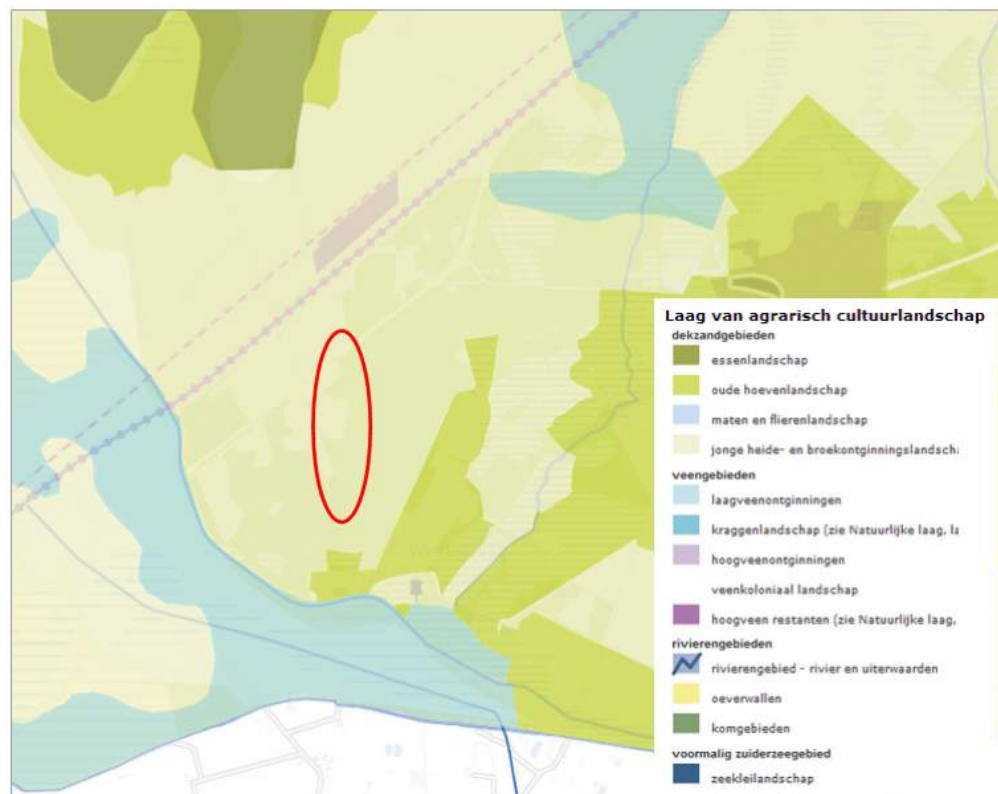 Laag van agrarisch cultuurlandschap
dekzandgebieden
essenlandschap
oude hoevenlandschap
maten en flierenlandschap
jonge heide- en broekontginningslandscha
veengebieden
laagveenontginningen
kraggenlandschap (zie Natuurlijke laag, la
hoogveenontginningen
veenkoloniaal landschap
hoogveen restanten (zie Natuurlijke laag,
rivierengebieden
rivierengebied - rivier en uiterwaarden
oeverwallen
komgebieden
voormalig zuiderzeegebied
zeekleilandschap